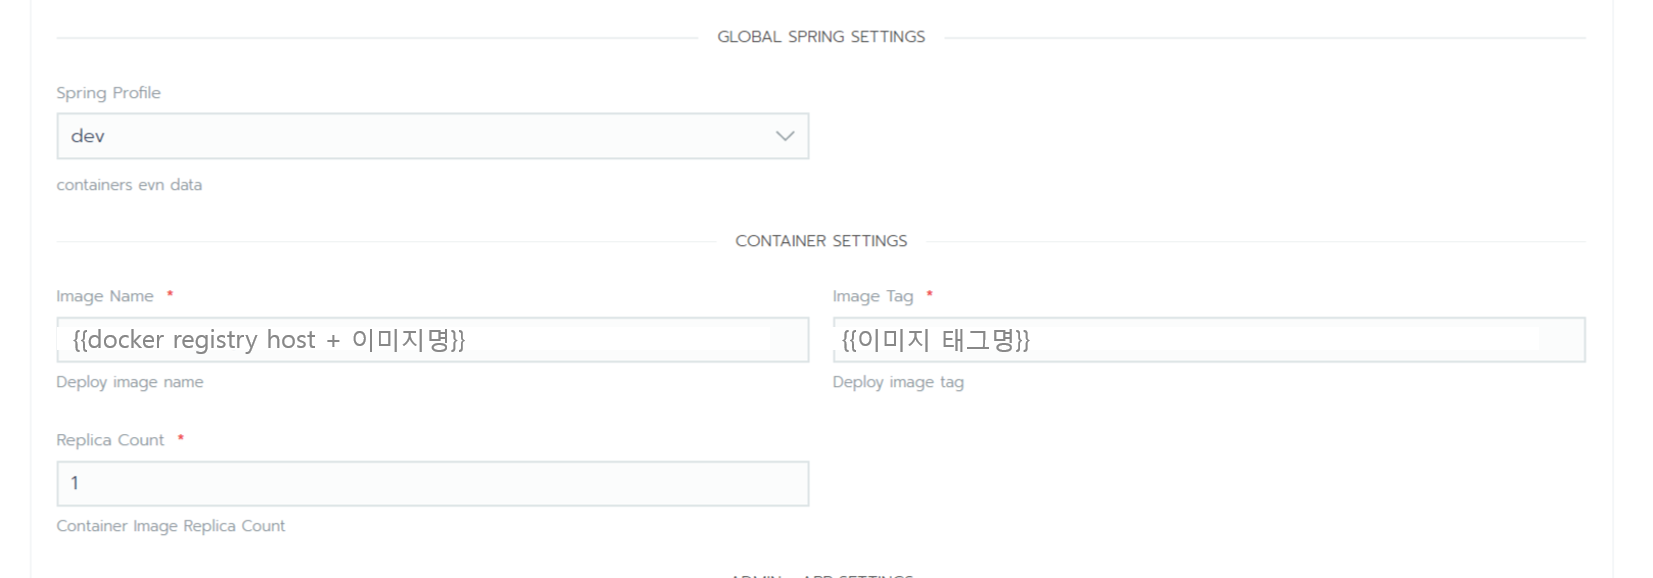 GLOBAL SPRING SETTINGS
Spring Profile
dev
containers evn data
CONTAINER SETTINGS
Image Name *
Image Tag *
{{docker registry host + 이미지명}}
{{이미지 태그명}}
Deploy image name
Deploy image tag
Replica Count *
1
Container Image Replica Count